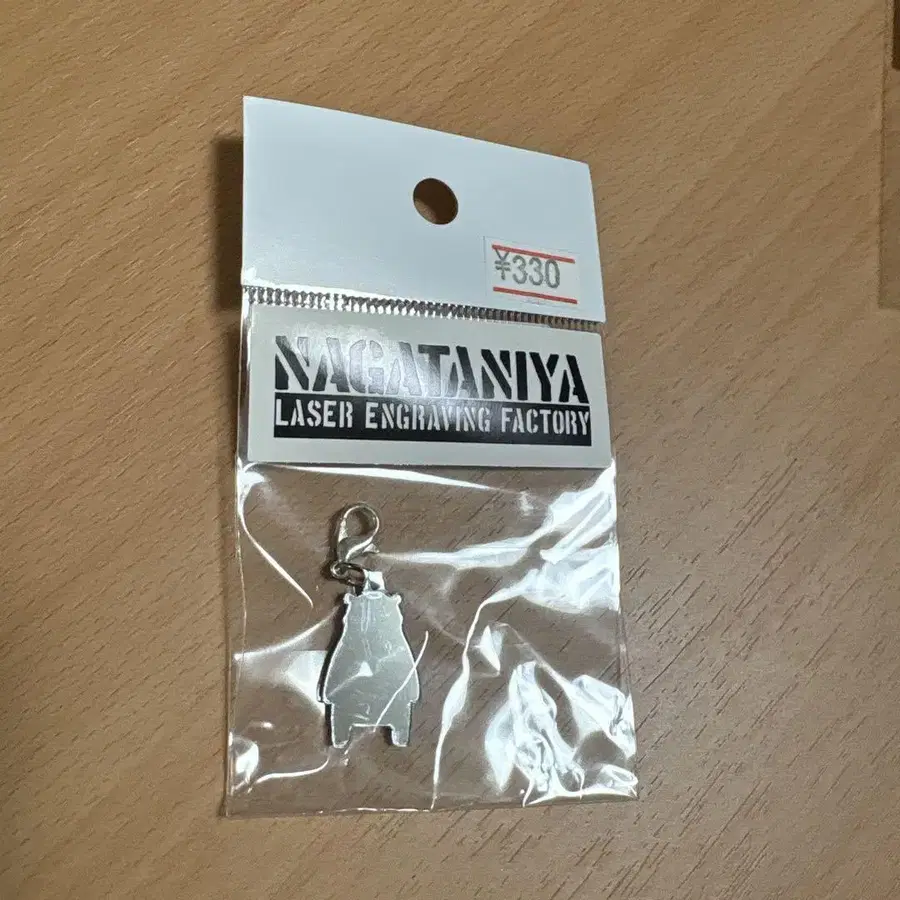 ¥330
NAGATANIYA
LASER ENGRAVING FACTORY